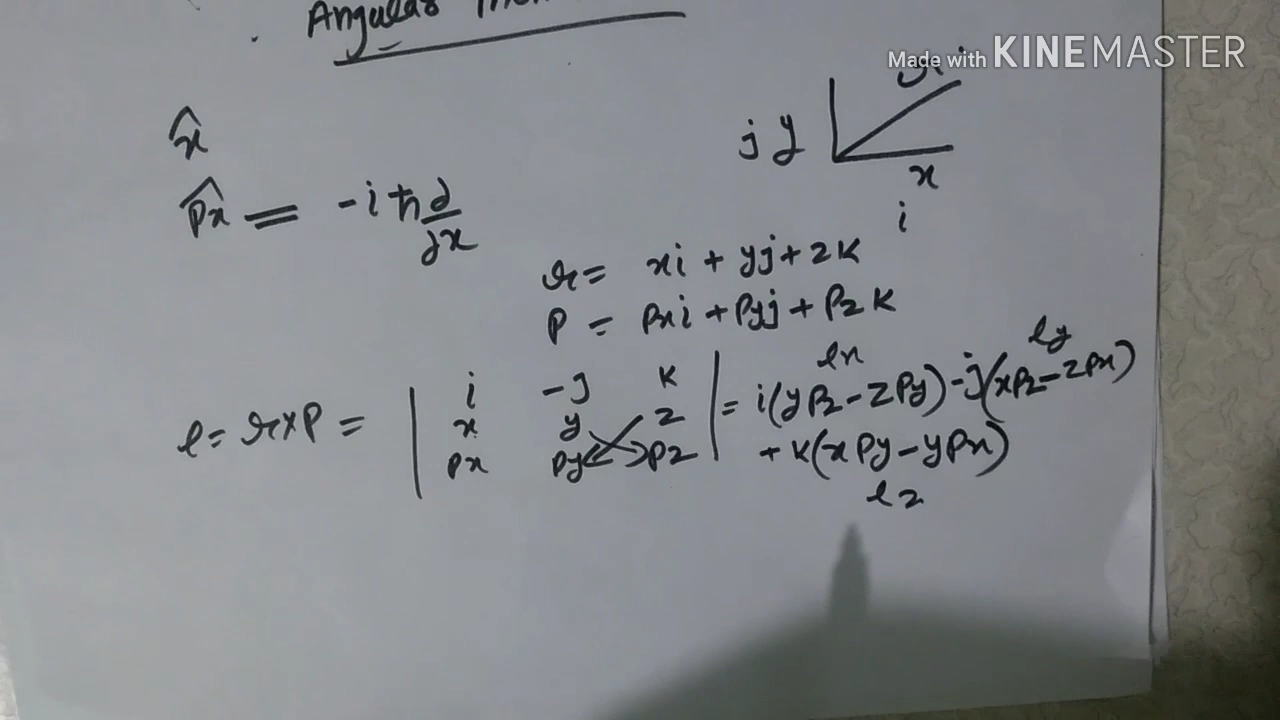 Angular
Made with KINEMASTER
x̂
p̂x = -iħ ∂/∂x
j y
x
i
r = xi + yj + zk
P = Pxi + Pyj + Pzk
l = r×P = | i -j k | = i(yPz - zPy) - j(xPz - zPx)
x y z
Px Py Pz
lx
ly
+ k(xPy - yPx)
lz